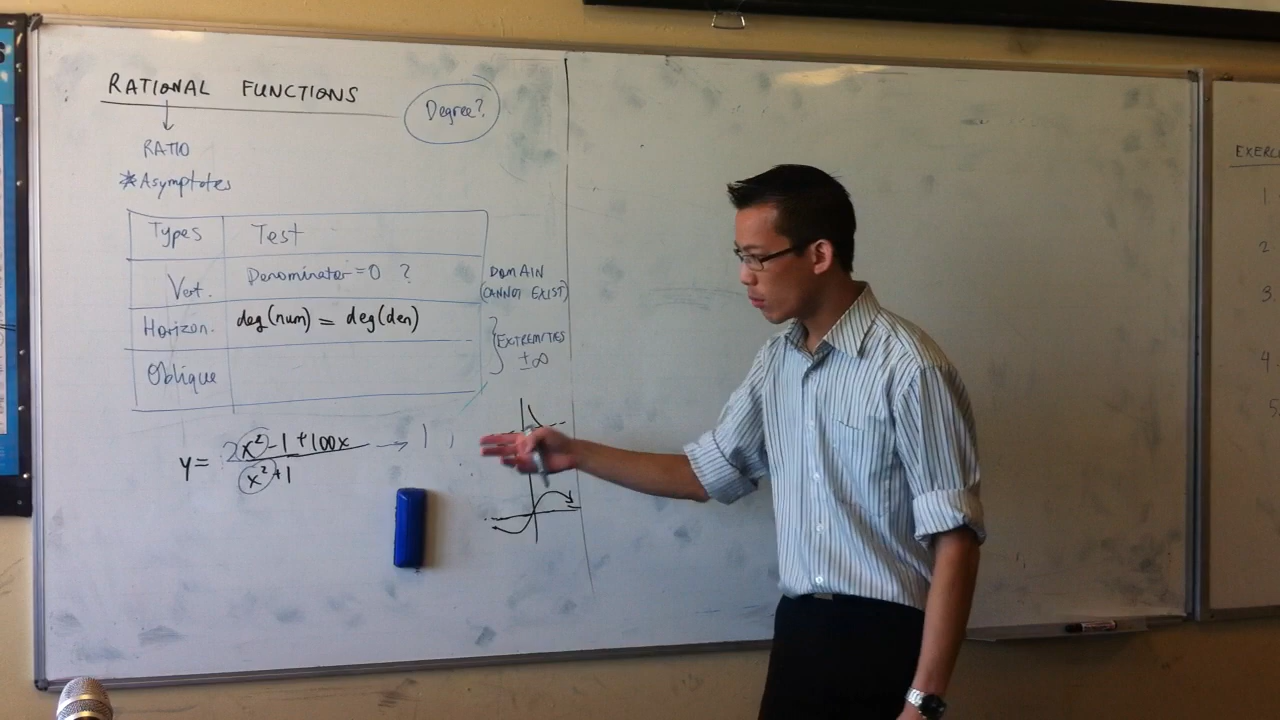 RATIONAL FUNCTIONS
Degree?
RATIO
*Asymptotes
Types Test
Vert. Denominator=0 ?
DOMAIN
(CANNOT EXIST)
Horizon. deg(num) = deg(den)
EXTREMITIES
±∞
Oblique
y= 2x²-1+100x → 1
x²+1
EXERC
1.
2
3.
4
5